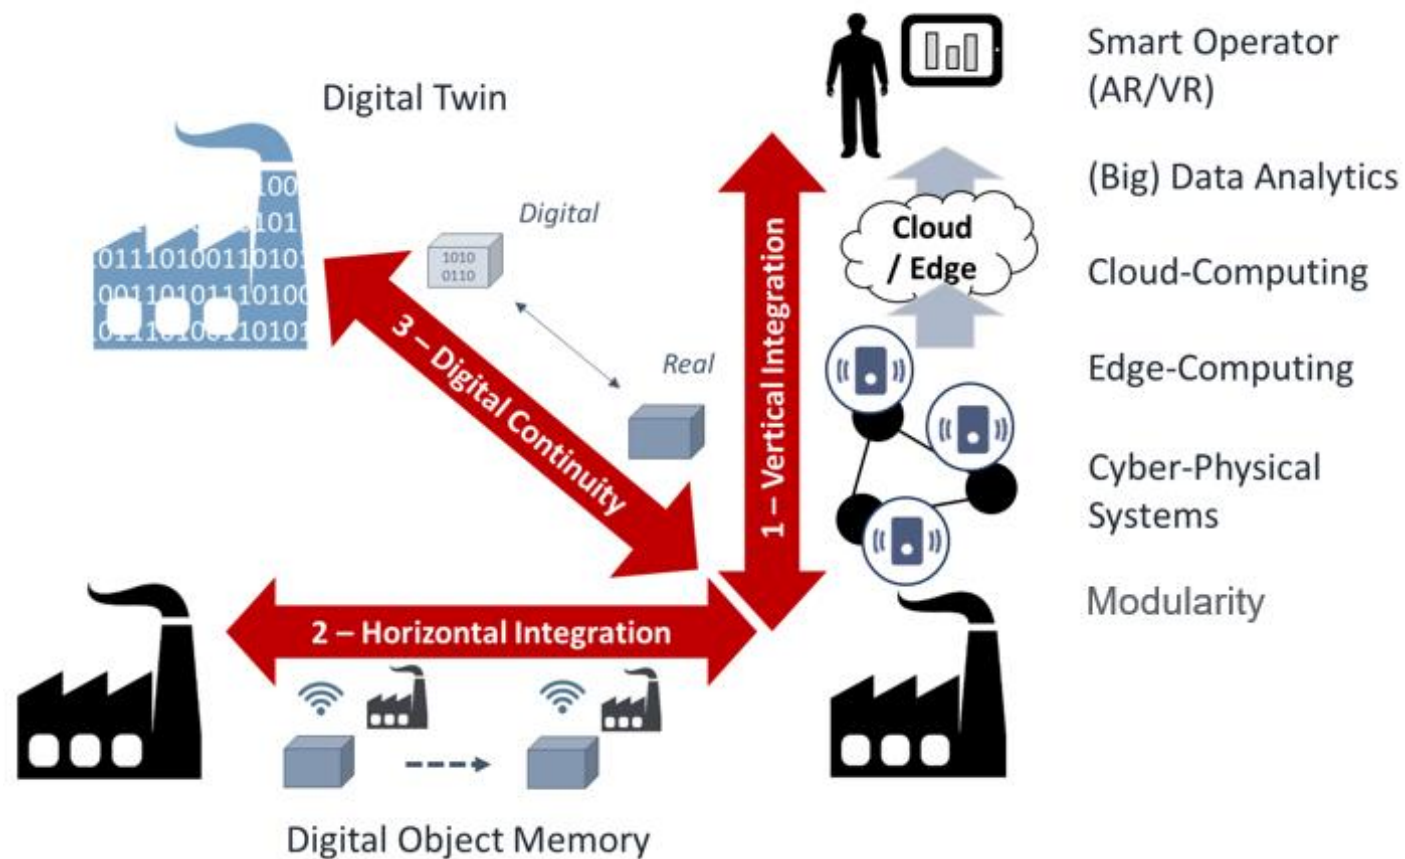 Digital Twin
Digital
1010
0110
Real
3 – Digital Continuity
1 – Vertical Integration
2 – Horizontal Integration
Digital Object Memory
Cloud
/ Edge
Smart Operator
(AR/VR)
(Big) Data Analytics
Cloud-Computing
Edge-Computing
Cyber-Physical
Systems
Modularity